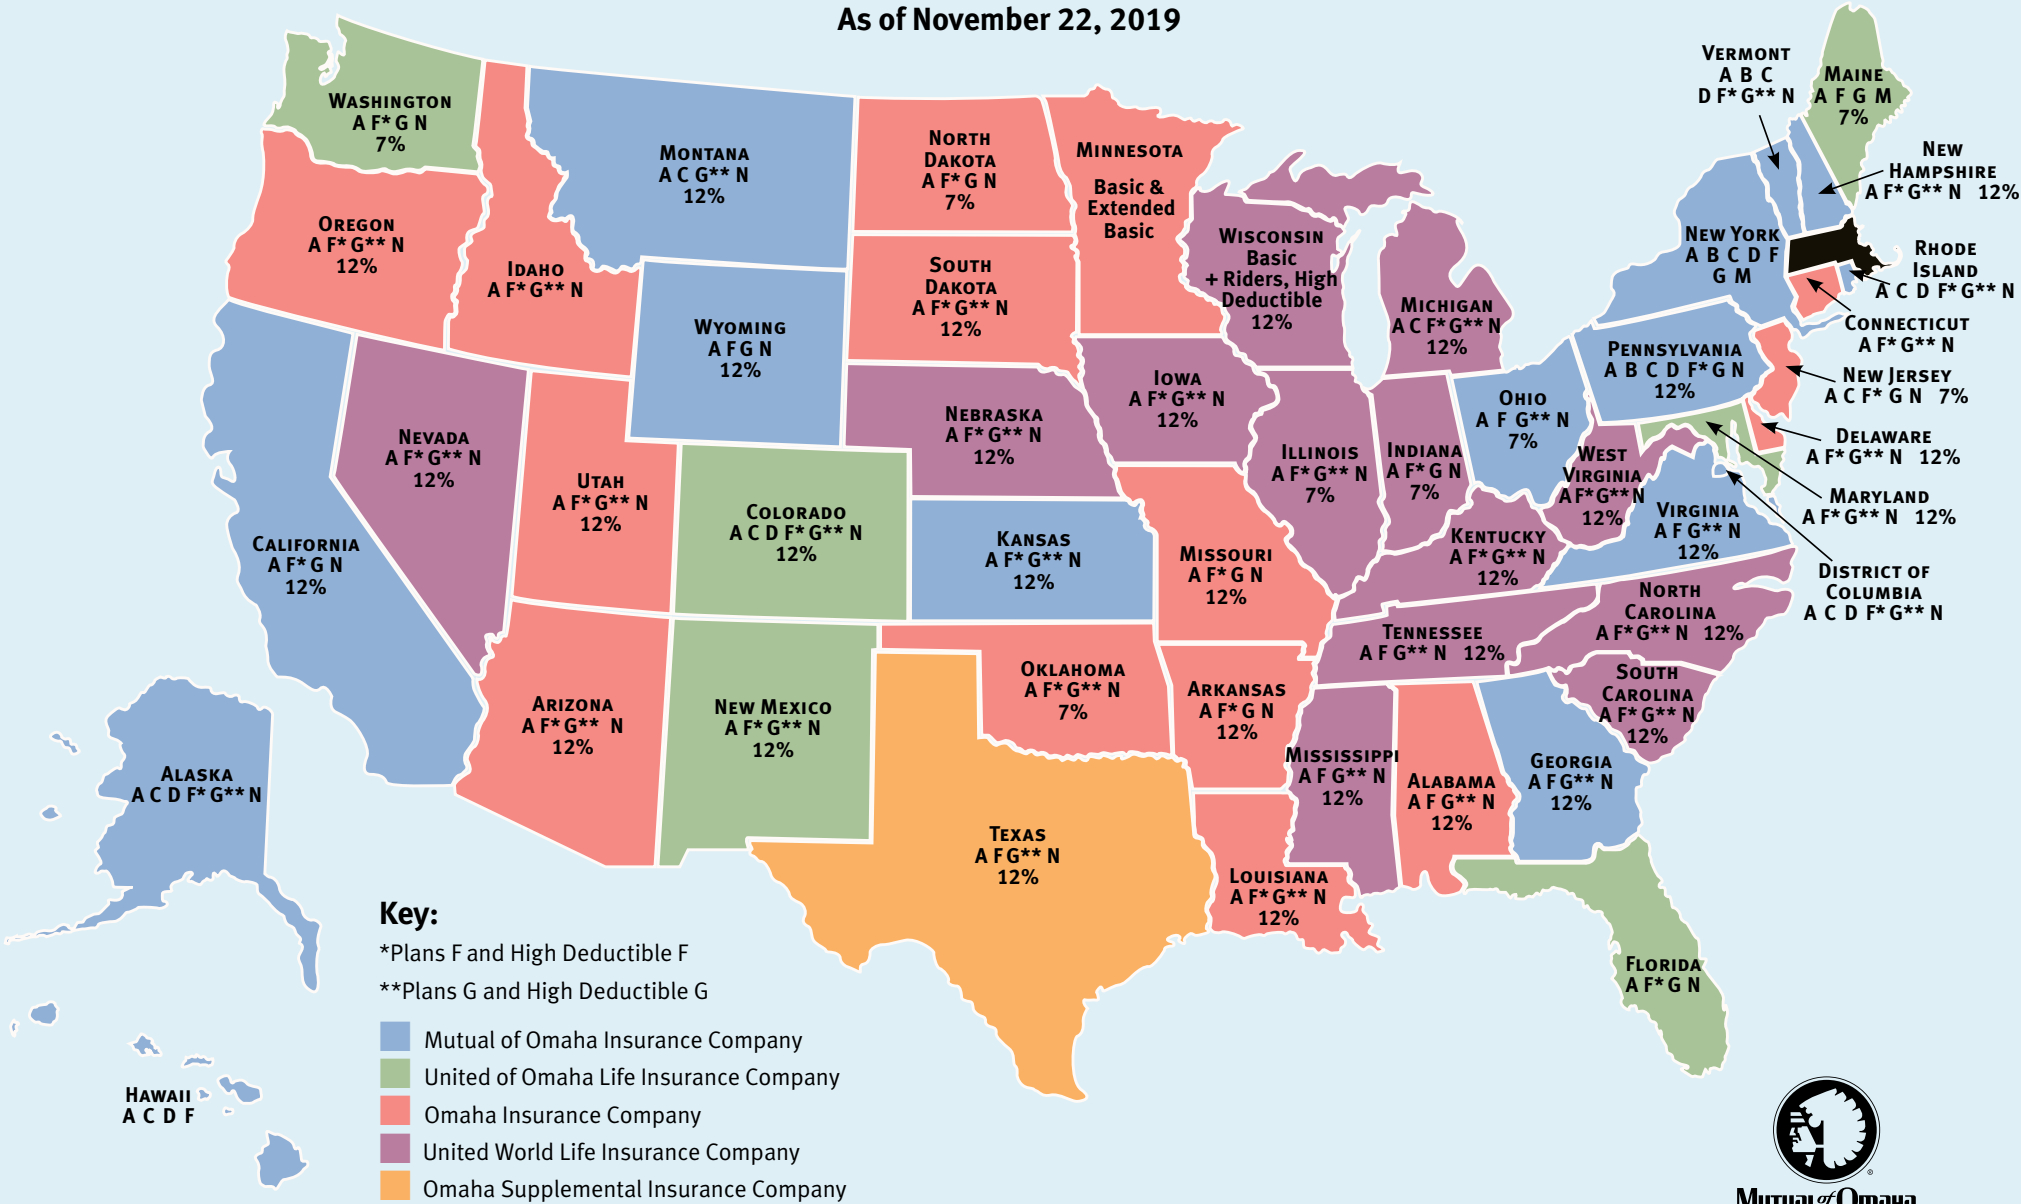 As of November 22, 2019
WASHINGTON
A F* G N
7%
OREGON
A F* G** N
12%
IDAHO
A F* G** N
MONTANA
A C G** N
12%
WYOMING
A F G N
12%
NORTH
DAKOTA
A F* G N
7%
SOUTH
DAKOTA
A F* G** N
12%
MINNESOTA
Basic &
Extended
Basic
WISCONSIN
Basic
+ Riders, High
Deductible
12%
MICHIGAN
A C F* G** N
12%
VERMONT
A B C
D F* G** N
MAINE
A F G M
7%
NEW
HAMPSHIRE
A F* G** N 12%
NEW YORK
A B C D F
G M
RHODE
ISLAND
A C D F* G** N
CONNECTICUT
A F* G** N
NEW JERSEY
A C F* G N 7%
PENNSYLVANIA
A B C D F* G N
12%
DELAWARE
A F* G** N 12%
MARYLAND
A F* G** N 12%
DISTRICT OF
COLUMBIA
A C D F* G** N
CALIFORNIA
A F* G N
12%
NEVADA
A F* G** N
12%
UTAH
A F* G** N
12%
COLORADO
A C D F* G** N
12%
NEBRASKA
A F* G** N
12%
KANSAS
A F* G** N
12%
IOWA
A F* G** N
12%
MISSOURI
A F* G N
12%
ILLINOIS
A F* G** N
7%
INDIANA
A F* G N
7%
OHIO
A F G** N
7%
WEST
VIRGINIA
A F* G** N
12%
VIRGINIA
A F G** N
12%
KENTUCKY
A F* G** N
12%
TENNESSEE
A F G** N 12%
NORTH
CAROLINA
A F* G** N 12%
SOUTH
CAROLINA
A F* G** N
12%
ARIZONA
A F* G** N
12%
NEW MEXICO
A F* G** N
12%
OKLAHOMA
A F* G** N
7%
ARKANSAS
A F* G N
12%
TEXAS
A F G** N
12%
LOUISIANA
A F* G** N
12%
MISSISSIPPI
A F G** N
12%
ALABAMA
A F G** N
12%
GEORGIA
A F G** N
12%
FLORIDA
A F* G N
ALASKA
A C D F* G** N
HAWAII
A C D F
Key:
*Plans F and High Deductible F
**Plans G and High Deductible G
Mutual of Omaha Insurance Company
United of Omaha Life Insurance Company
Omaha Insurance Company
United World Life Insurance Company
Omaha Supplemental Insurance Company
®
MUTUAL of OMAHA